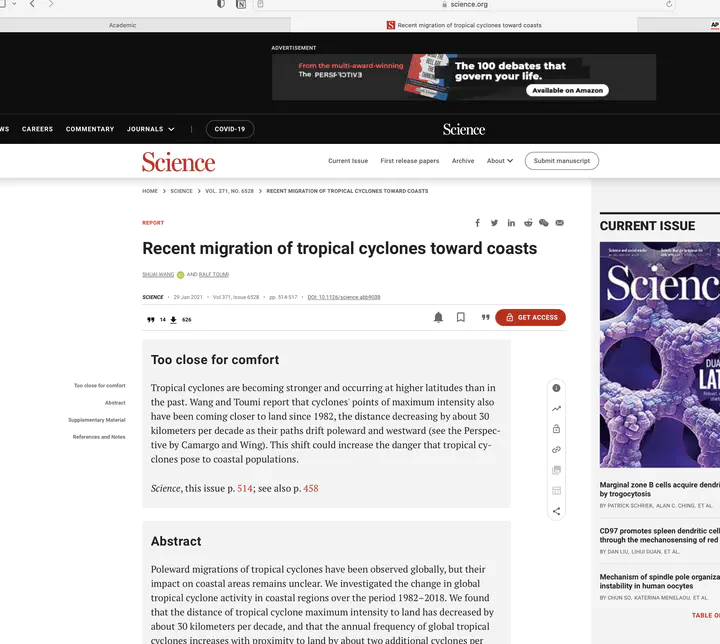 science.org
Academic
Recent migration of tropical cyclones toward coasts
AP
ADVERTISEMENT
From the multi-award-winning
The PERSPECTIVE
The 100 debates that
govern your life.
Available on Amazon
WS CAREERS COMMENTARY JOURNALS | COVID-19
Science
Science
Current Issue First release papers Archive About Submit manuscript
HOME > SCIENCE > VOL. 371, NO. 6528 > RECENT MIGRATION OF TROPICAL CYCLONES TOWARD COASTS
REPORT
Recent migration of tropical cyclones toward coasts
SHUAI WANG AND RALF TOUMI
SCIENCE • 29 Jan 2021 • Vol 371, Issue 6528 • pp. 514-517 • DOI: 10.1126/science.abb9038
14 626
GET ACCESS
Too close for comfort
Abstract
Supplementary Material
References and Notes
Too close for comfort
Tropical cyclones are becoming stronger and occurring at higher latitudes than in
the past. Wang and Toumi report that cyclones' points of maximum intensity also
have been coming closer to land since 1982, the distance decreasing by about 30
kilometers per decade as their paths drift poleward and westward (see the Perspec-
tive by Camargo and Wing). This shift could increase the danger that tropical cy-
clones pose to coastal populations.
Science, this issue p. 514; see also p. 458
Abstract
Poleward migrations of tropical cyclones have been observed globally, but their
impact on coastal areas remains unclear. We investigated the change in global
tropical cyclone activity in coastal regions over the period 1982–2018. We found
that the distance of tropical cyclone maximum intensity to land has decreased by
about 30 kilometers per decade, and that the annual frequency of global tropical
cyclones increases with proximity to land by about two additional cyclones per
CURRENT ISSUE
Scienc
DUA
LAT
Marginal zone B cells acquire dendri
by trogocytosis
BY PATRICK SCHRIEK, ALAN C. CHING, ET AL.
CD97 promotes spleen dendritic cell
through the mechanosensing of red
BY DAN LIU, LIHUI DUAN, ET AL.
Mechanism of spindle pole organiza
instability in human oocytes
BY CHUN SO, KATERINA MENELAOU, ET AL.
TABLE O